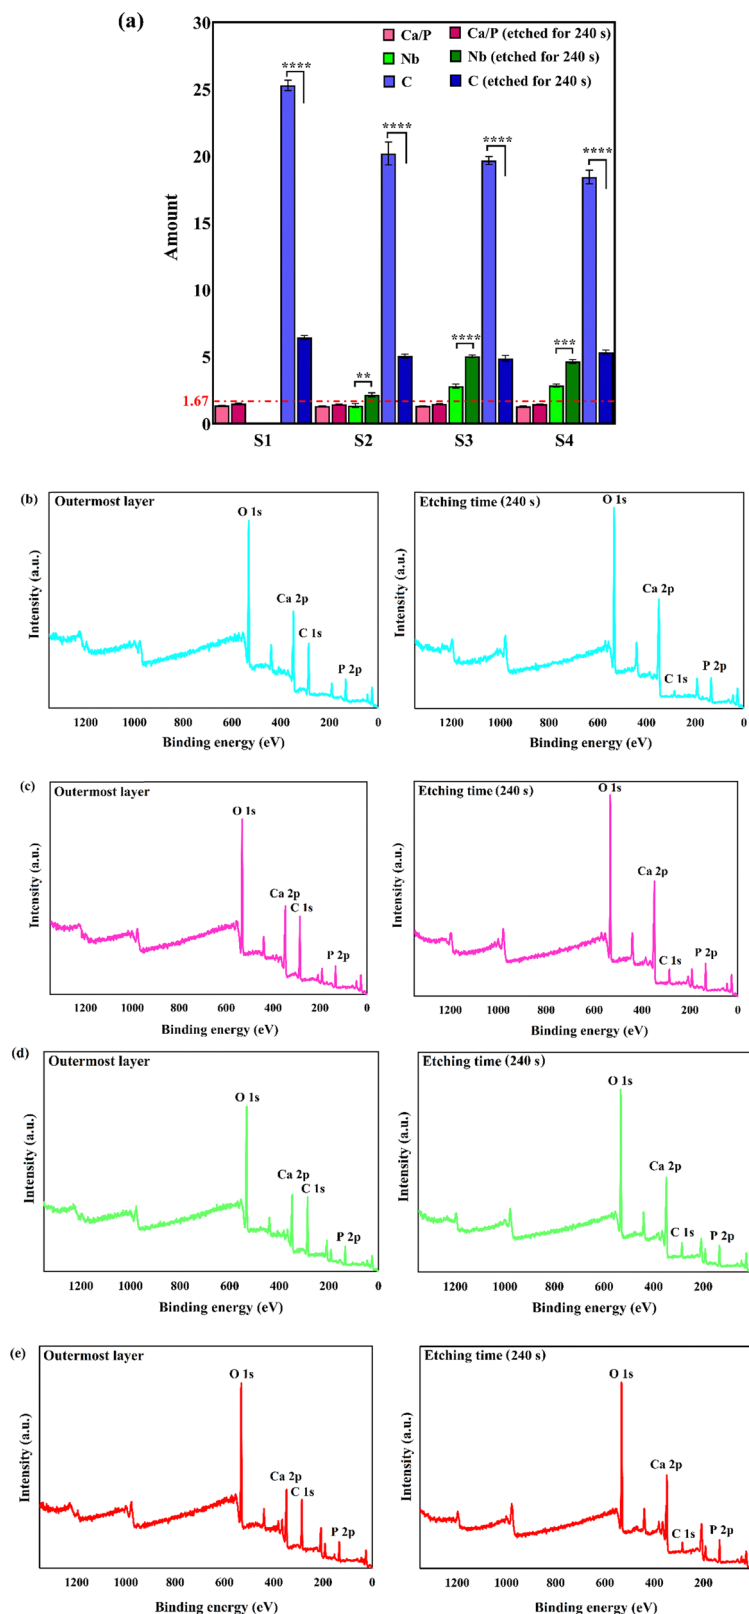 (a)
30
25
20
15
10
5
0
1.67
Amount
Ca/P
Ca/P (etched for 240 s)
Nb
Nb (etched for 240 s)
C
C (etched for 240 s)
****
****
****
****
**
****
***
S1 S2 S3 S4
(b)
Outermost layer
O 1s
Ca 2p
C 1s
P 2p
Intensity (a.u.)
1200 1000 800 600 400 200 0
Binding energy (eV)
Etching time (240 s)
O 1s
Ca 2p
C 1s
P 2p
Intensity (a.u.)
1200 1000 800 600 400 200 0
Binding energy (eV)
(c)
Outermost layer
O 1s
Ca 2p
C 1s
P 2p
Intensity (a.u.)
1200 1000 800 600 400 200 0
Binding energy (eV)
Etching time (240 s)
O 1s
Ca 2p
C 1s
P 2p
Intensity (a.u.)
1200 1000 800 600 400 200 0
Binding energy (eV)
(d)
Outermost layer
O 1s
Ca 2p
C 1s
P 2p
Intensity (a.u.)
1200 1000 800 600 400 200 0
Binding energy (eV)
Etching time (240 s)
O 1s
Ca 2p
C 1s
P 2p
Intensity (a.u.)
1200 1000 800 600 400 200
Binding energy (eV)
(e)
Outermost layer
O 1s
Ca 2p
C 1s
P 2p
Intensity (a.u.)
1200 1000 800 600 400 200 0
Binding energy (eV)
Etching time (240 s)
O 1s
Ca 2p
C 1s
P 2p
Intensity (a.u.)
1200 1000 800 600 400 200
Binding energy (eV)